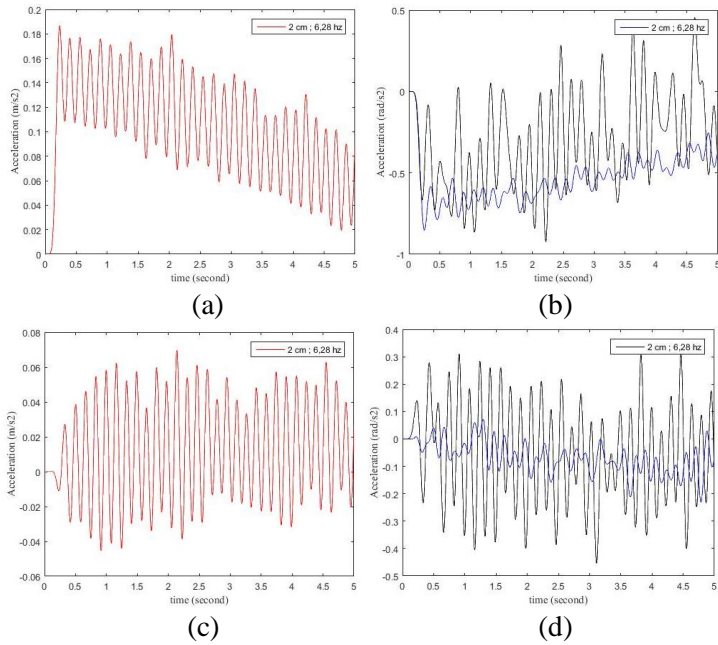 0.2
0.18
0.16
0.14
0.12
0.1
0.08
0.06
0.04
0.02
0
Acceleration (m/s2)
2 cm ; 6,28 hz
0 0.5 1 1.5 2 2.5 3 3.5 4 4.5 5
time (second)
(a)
0.5
0
-0.5
-1
Acceleration (rad/s2)
2 cm ; 6,28 hz
0 0.5 1 1.5 2 2.5 3 3.5 4 4.5 5
time (second)
(b)
0.08
0.06
0.04
0.02
0
-0.02
-0.04
-0.06
Acceleration (m/s2)
2 cm ; 6,28 hz
0 0.5 1 1.5 2 2.5 3 3.5 4 4.5 5
time (second)
(c)
0.4
0.3
0.2
0.1
0
-0.1
-0.2
-0.3
-0.4
-0.5
Acceleration (rad/s2)
2 cm ; 6,28 hz
0 0.5 1 1.5 2 2.5 3 3.5 4 4.5 5
time (second)
(d)